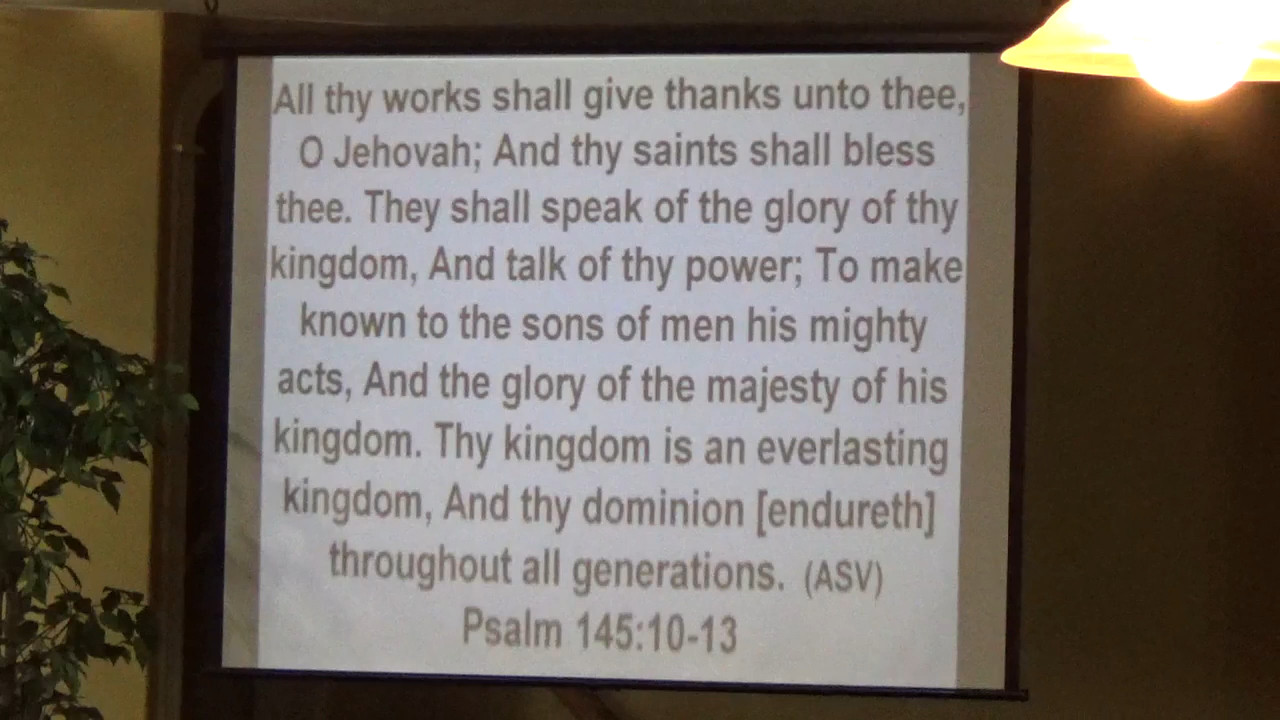 All thy works shall give thanks unto thee,
O Jehovah; And thy saints shall bless
thee. They shall speak of the glory of thy
kingdom, And talk of thy power; To make
known to the sons of men his mighty
acts, And the glory of the majesty of his
kingdom. Thy kingdom is an everlasting
kingdom, And thy dominion [endureth]
throughout all generations. (ASV)
Psalm 145:10-13